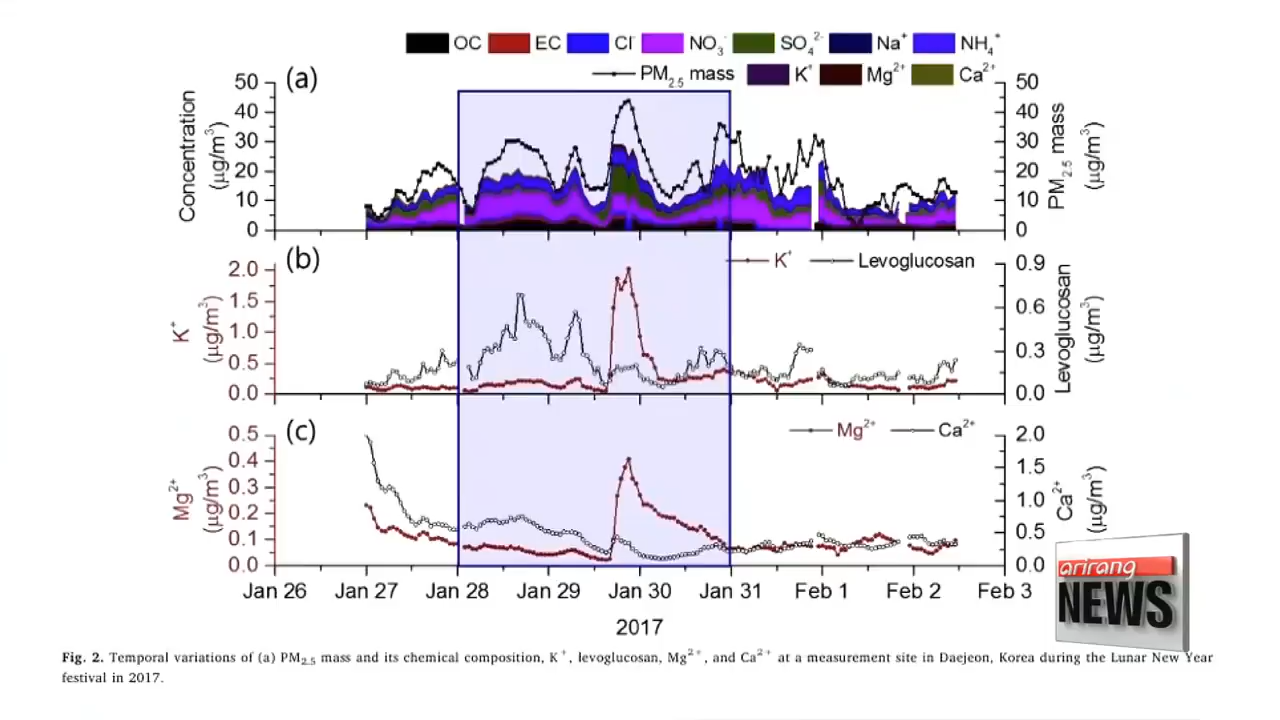 OC EC Cl⁻ NO₃⁻ SO₄²⁻ Na⁺ NH₄⁺
PM₂.₅ mass K⁺ Mg²⁺ Ca²⁺
(a)
Concentration
(µg/m³)
50
40
30
20
10
0
50
40
30
20
10
0
PM₂.₅ mass
(µg/m³)
(b)
K⁺ Levoglucosan
K⁺
(µg/m³)
2.0
1.5
1.0
0.5
0.0
0.9
0.6
0.3
0.0
Levoglucosan
(µg/m³)
(c)
Mg²⁺ Ca²⁺
Mg²⁺
(µg/m³)
0.5
0.4
0.3
0.2
0.1
0.0
2.0
1.5
1.0
0.5
0.0
Ca²⁺
(µg/m³)
Jan 26 Jan 27 Jan 28 Jan 29 Jan 30 Jan 31 Feb 1 Feb 2 Feb 3
2017
arirang
NEWS
Fig. 2. Temporal variations of (a) PM₂.₅ mass and its chemical composition, K⁺, levoglucosan, Mg²⁺, and Ca²⁺ at a measurement site in Daejeon, Korea during the Lunar New Year
festival in 2017.